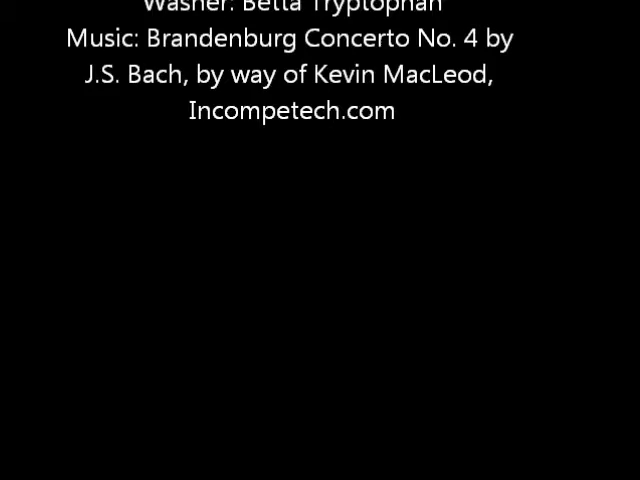 Washer: Betta Tryptophan
Music: Brandenburg Concerto No. 4 by
J.S. Bach, by way of Kevin MacLeod,
Incompetech.com